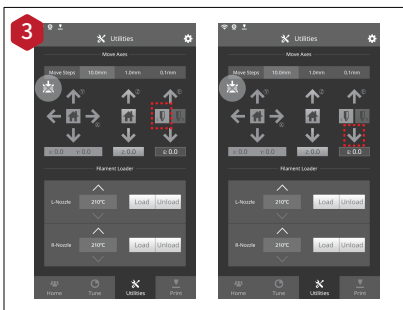 3
Utilities
Move Axes
Move Steps 10.0mm 1.0mm 0.1mm
X: 0.0 Y: 0.0 Z: 0.0 E: 0.0
Filament Loader
L-Nozzle 210℃ Load Unload
R-Nozzle 210℃ Load Unload
Home Tune Utilities Print
Utilities
Move Axes
Move Steps 10.0mm 1.0mm 0.1mm
X: 0.0 Y: 0.0 Z: 0.0 E: 0.0
Filament Loader
L-Nozzle 210℃ Load Unload
R-Nozzle 210℃ Load Unload
Home Tune Utilities Print